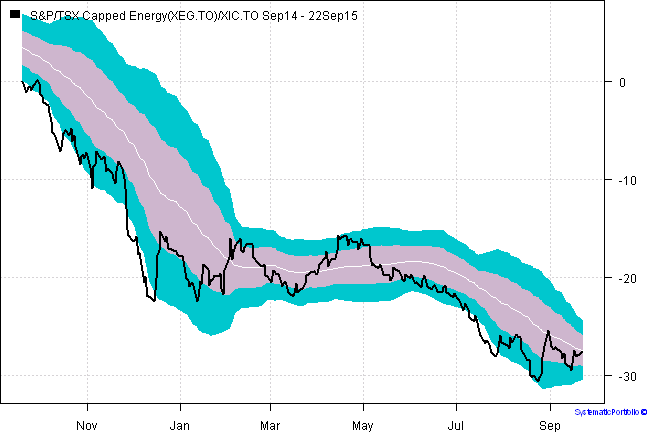 S&P/TSX Capped Energy(XEG.TO)/XIC.TO Sep14 - 22Sep15
0
-10
-20
-30
Nov Jan Mar May Jul Sep
SystematicPortfolio ©